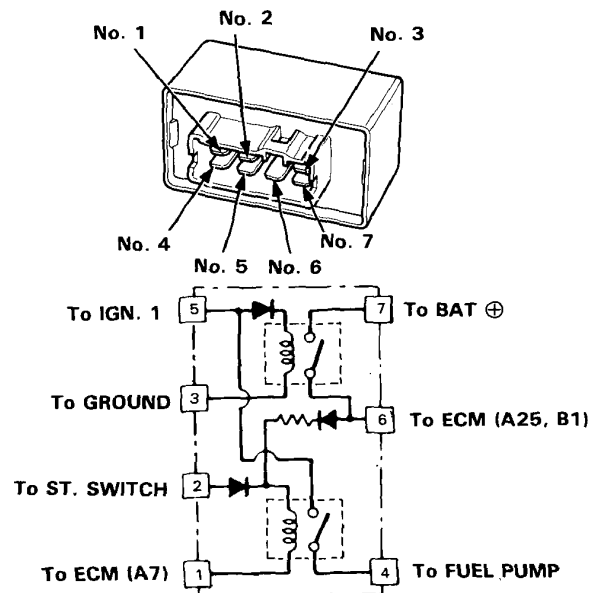 No. 1
No. 2
No. 3
No. 4
No. 5
No. 6
No. 7
To IGN. 1
5
7
To BAT ⊕
To GROUND
3
6
To ECM (A25, B1)
To ST. SWITCH
2
To ECM (A7)
1
4
To FUEL PUMP